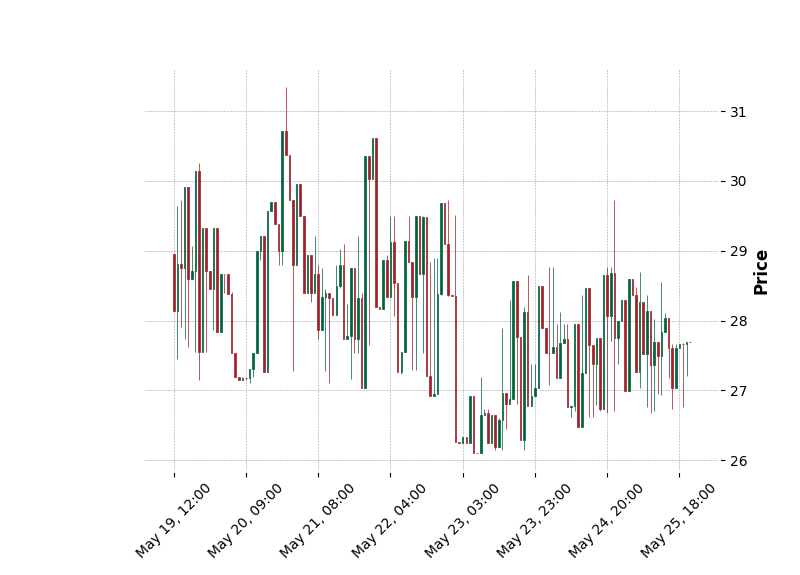 31
30
29
28
27
26
Price
May 19, 12:00
May 20, 09:00
May 21, 08:00
May 22, 04:00
May 23, 03:00
May 23, 23:00
May 24, 20:00
May 25, 18:00